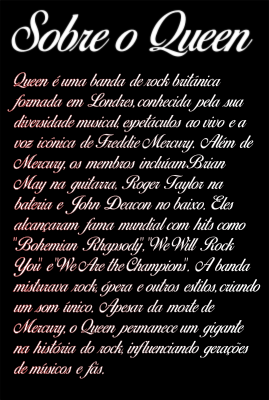 Sobre o Queen
Queen é uma banda de rock britânica
formada em Londres, conhecida pela sua
diversidade musical, espetáculos ao vivo e a
voz icônica de Freddie Mercury. Além de
Mercury, os membros incluíam Brian
May na guitarra, Roger Taylor na
bateria e John Deacon no baixo. Eles
alcançaram fama mundial com hits como
"Bohemian Rhapsody", "We Will Rock
You" e "We Are the Champions". A banda
misturava rock, ópera e outros estilos, criando
um som único. Apesar da morte de
Mercury, o Queen permanece um gigante
na história do rock, influenciando gerações
de músicos e fãs.